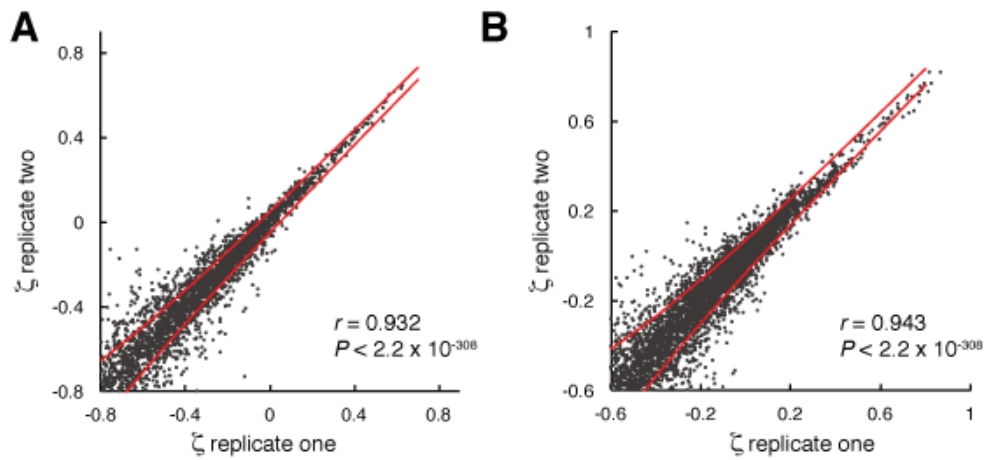 A
0.8
0.4
0
-0.4
-0.8
ζ replicate two
-0.8 -0.4 0 0.4 0.8
ζ replicate one
r = 0.932
P < 2.2 x 10-308
B
1
0.6
0.2
-0.2
-0.6
ζ replicate two
-0.6 -0.2 0.2 0.6 1
ζ replicate one
r = 0.943
P < 2.2 x 10-308